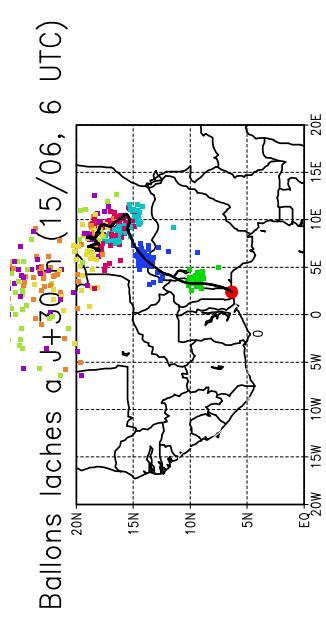 Ballons laches a J+30h (15/06, 6 UTC)
20N
15N
10N
5N
EQ
20W
15W
10W
5W
0
5E
10E
15E
20E
0